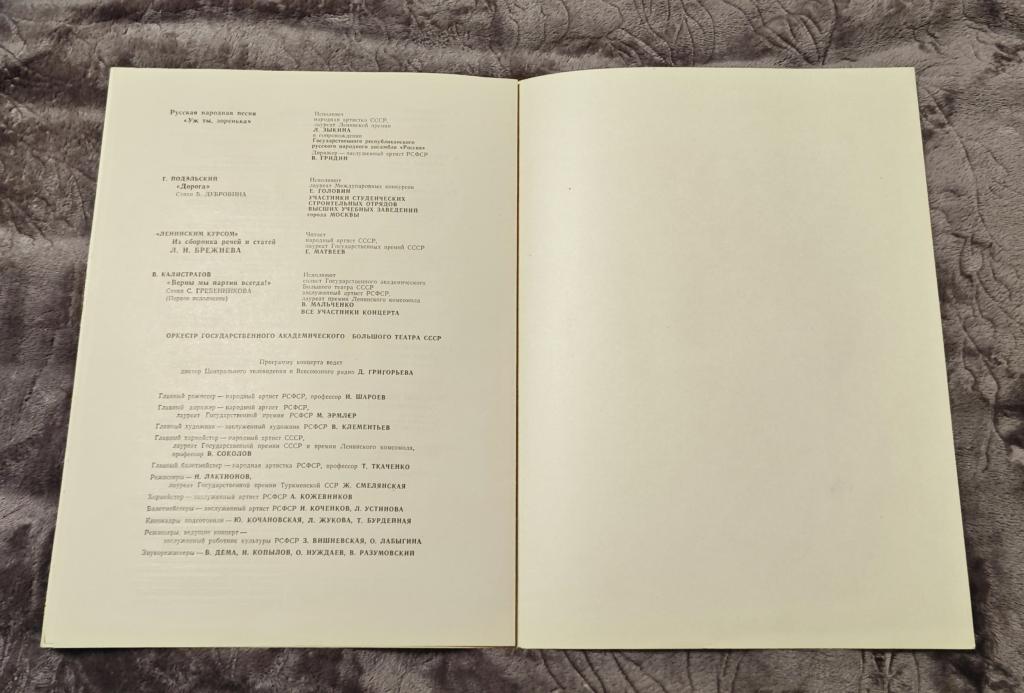 Русская народная песня
«Уж ты, зоренька»
Исполняет
народная артистка СССР,
лауреат Ленинской премии
Л. ЗЫКИНА
в сопровождении
Государственного республиканского
русского народного ансамбля «Россия»
Дирижер — заслуженный артист РСФСР
В. ГРИДИН
Г. ПОДЭЛЬСКИЙ
«Дорога»
Стихи Б. ДУБРОВИНА
Исполняют
лауреат Международных конкурсов
Е. ГОЛОВИН
УЧАСТНИКИ СТУДЕНЧЕСКИХ
СТРОИТЕЛЬНЫХ ОТРЯДОВ
ВЫСШИХ УЧЕБНЫХ ЗАВЕДЕНИЙ
города МОСКВЫ
«ЛЕНИНСКИМ КУРСОМ»
Из сборника речей и статей
Л. И. БРЕЖНЕВА
Читает
народный артист СССР,
лауреат Государственных премий СССР
Е. МАТВЕЕВ
В. КАЛИСТРАТОВ
«Верны мы партии всегда!»
Стихи С. ГРЕБЕННИКОВА
(Первое исполнение)
Исполняют
солист Государственного академического
Большого театра СССР
заслуженный артист РСФСР,
лауреат премии Ленинского комсомола
В. МАЛЬЧЕНКО
ВСЕ УЧАСТНИКИ КОНЦЕРТА
ОРКЕСТР ГОСУДАРСТВЕННОГО АКАДЕМИЧЕСКОГО БОЛЬШОГО ТЕАТРА СССР
Программу концерта ведет
диктор Центрального телевидения и Всесоюзного радио Д. ГРИГОРЬЕВА
Главный режиссер — народный артист РСФСР, профессор И. ШАРОЕВ
Главный дирижер — народный артист РСФСР,
лауреат Государственной премии РСФСР М. ЭРМЛЕР
Главный художник — заслуженный художник РСФСР В. КЛЕМЕНТЬЕВ
Главный хормейстер — народный артист СССР,
лауреат Государственной премии СССР и премии Ленинского комсомола,
профессор В. СОКОЛОВ
Главный балетмейстер — народная артистка РСФСР, профессор Т. ТКАЧЕНКО
Режиссеры — Н. ЛАКТИОНОВ,
лауреат Государственной премии Туркменской ССР Ж. СМЕЛЯНСКАЯ
Хормейстер — заслуженный артист РСФСР А. КОЖЕВНИКОВ
Балетмейстеры — заслуженный артист РСФСР И. КОЧЕНКОВ, Л. УСТИНОВА
Кинокадры подготовили — Ю. КОЧАНОВСКАЯ, Л. ЖУКОВА, Т. БУРДЕЙНАЯ
Режиссеры, ведущие концерт —
заслуженный работник культуры РСФСР З. ВИШНЕВСКАЯ, О. ЛАБЫГИНА
Звукорежиссеры — В. ДЕМА, Н. КОПЫЛОВ, О. НУЖДАЕВ, В. РАЗУМОВСКИЙ